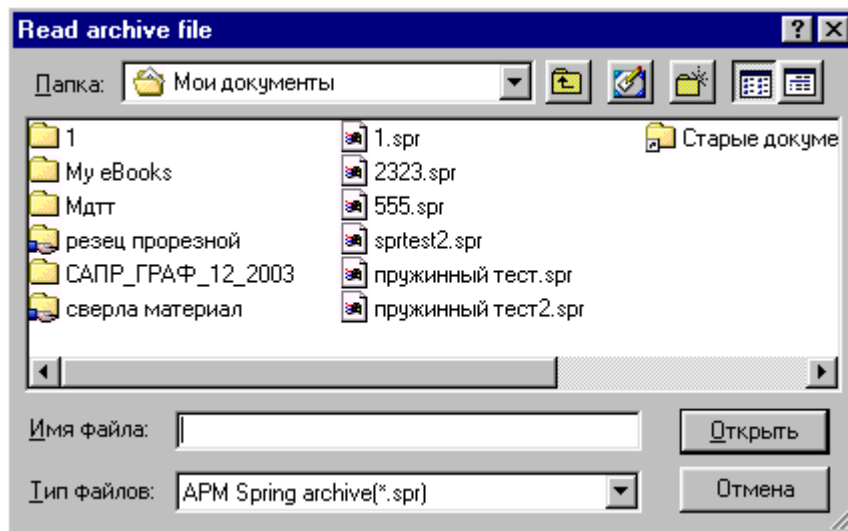 Read archive file
Папка: Мои документы
1
My eBooks
Мдтт
резец прорезной
САПР_ГРАФ_12_2003
сверла материал
1.spr
2323.spr
555.spr
sprtest2.spr
пружинный тест.spr
пружинный тест2.spr
Старые докуме
Имя файла:
Открыть
Тип файлов: APM Spring archive(*.spr)
Отмена